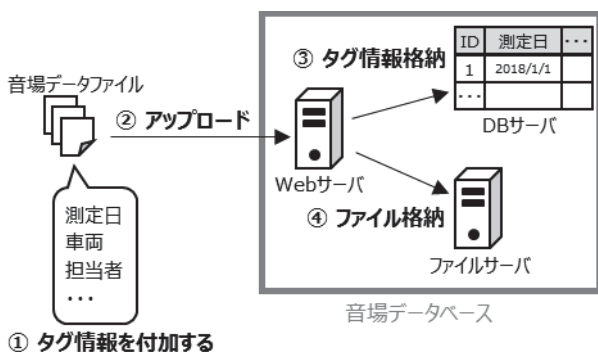 音場データファイル
② アップロード
③ タグ情報格納
ID 測定日 ・・・
1 2018/1/1
・・・
DBサーバ
Webサーバ
④ ファイル格納
ファイルサーバ
音場データベース
測定日
車両
担当者
・・・
① タグ情報を付加する